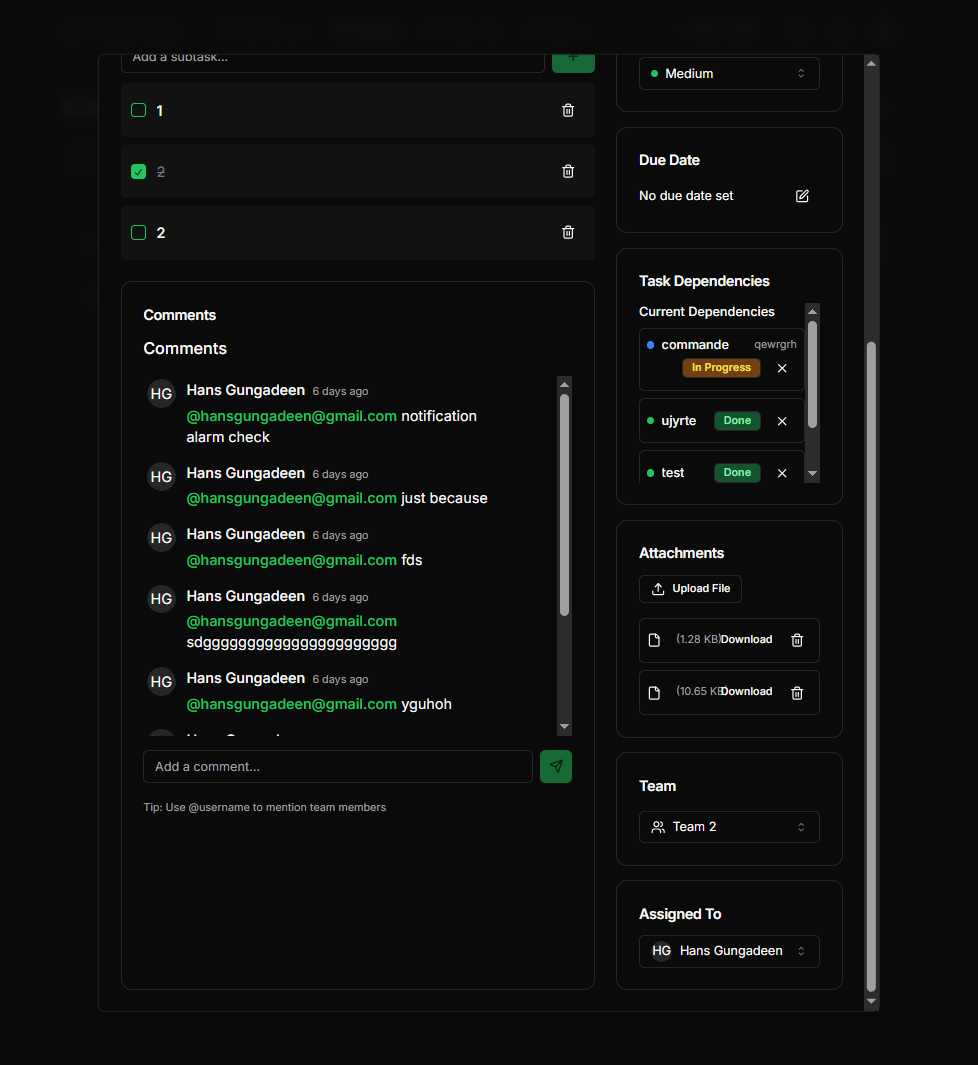 Add a subtask...
1
2
2
Comments
Comments
HG Hans Gungadeen 6 days ago
@hansgungadeen@gmail.com notification
alarm check
HG Hans Gungadeen 6 days ago
@hansgungadeen@gmail.com just because
HG Hans Gungadeen 6 days ago
@hansgungadeen@gmail.com fds
HG Hans Gungadeen 6 days ago
@hansgungadeen@gmail.com
sdgggggggggggggggggggggg
HG Hans Gungadeen 6 days ago
@hansgungadeen@gmail.com yguhoh
Add a comment...
Tip: Use @username to mention team members
Medium
Due Date
No due date set
Task Dependencies
Current Dependencies
commande qewrgrh
In Progress
ujyrte Done
test Done
Attachments
Upload File
(1.28 KB) Download
(10.65 KB Download
Team
Team 2
Assigned To
HG Hans Gungadeen